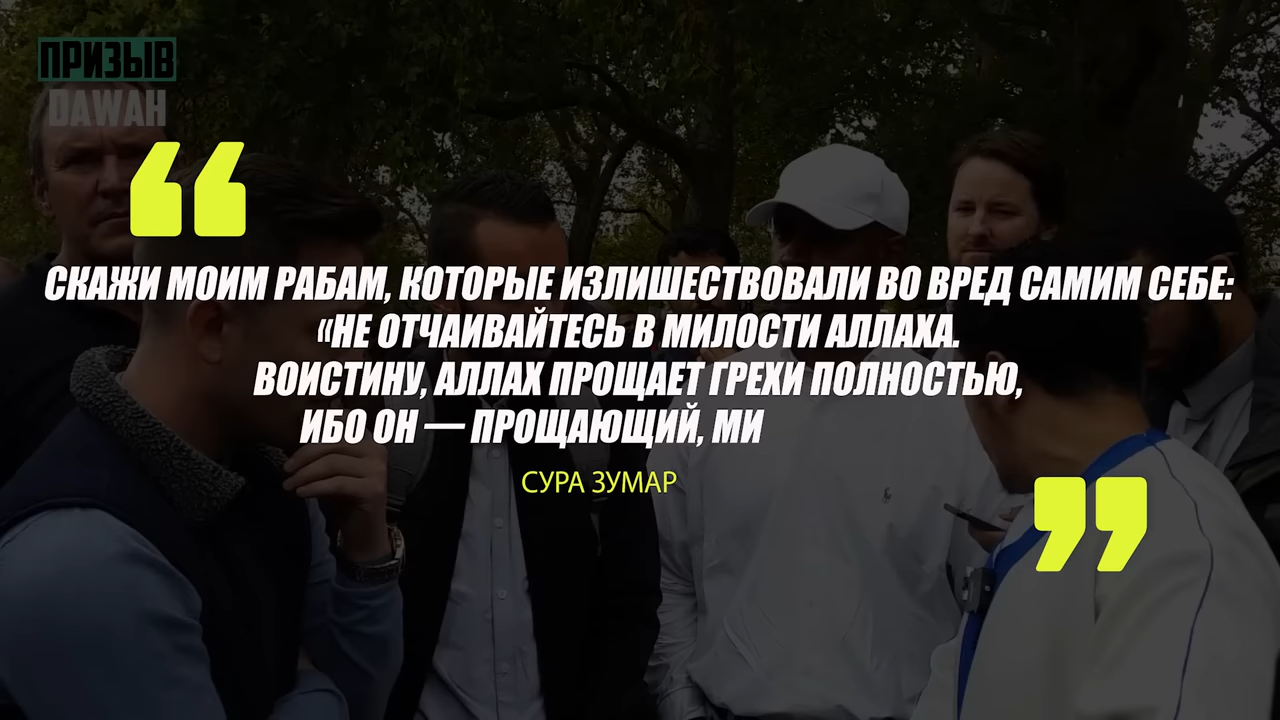 ПРИЗЫВ
DAWAH
СКАЖИ МОИМ РАБАМ, КОТОРЫЕ ИЗЛИШЕСТВОВАЛИ ВО ВРЕД САМИМ СЕБЕ:
«НЕ ОТЧАИВАЙТЕСЬ В МИЛОСТИ АЛЛАХА.
ВОИСТИНУ, АЛЛАХ ПРОЩАЕТ ГРЕХИ ПОЛНОСТЬЮ,
ИБО ОН — ПРОЩАЮЩИЙ, МИ
СУРА ЗУМАР